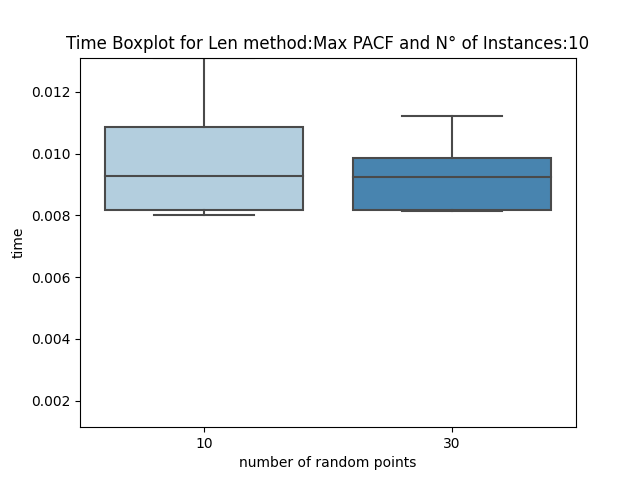 Time Boxplot for Len method:Max PACF and N° of Instances:10
0.012
0.010
0.008
0.006
0.004
0.002
time
10 30
number of random points